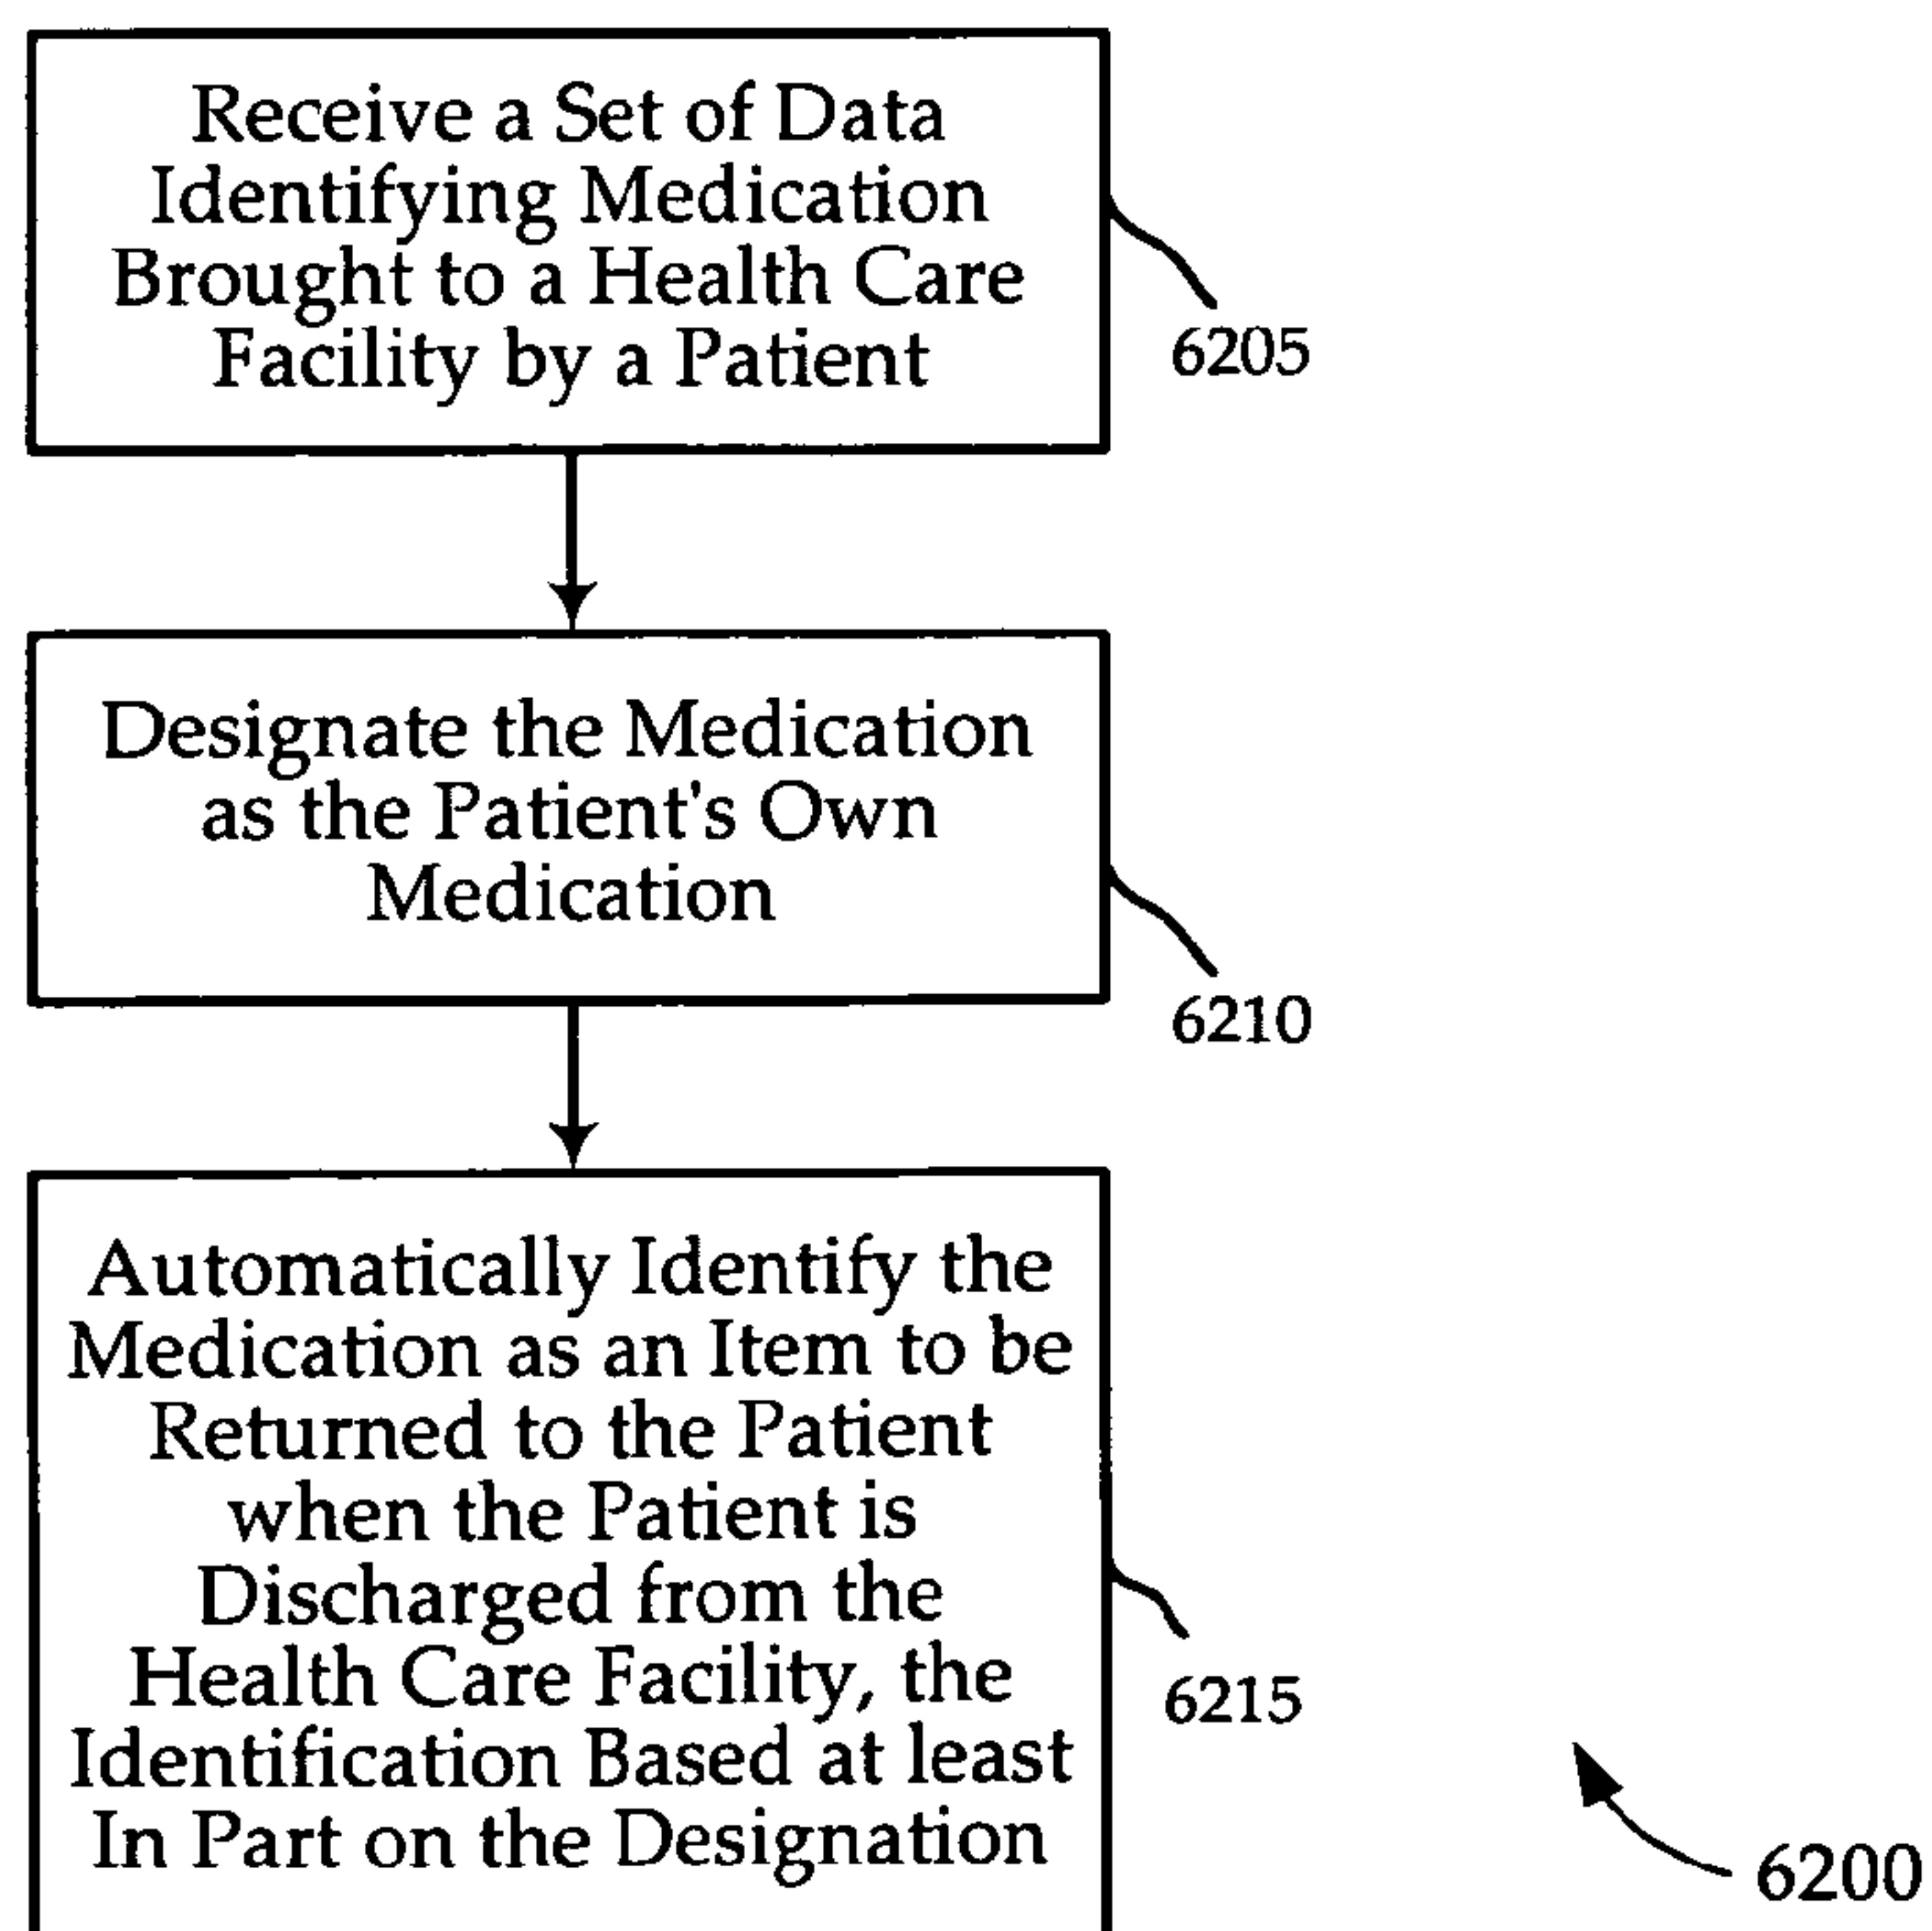 Receive a Set of Data
Identifying Medication
Brought to a Health Care
Facility by a Patient
6205
Designate the Medication
as the Patient's Own
Medication
6210
Automatically Identify the
Medication as an Item to be
Returned to the Patient
when the Patient is
Discharged from the
Health Care Facility, the
Identification Based at least
In Part on the Designation
6215
6200